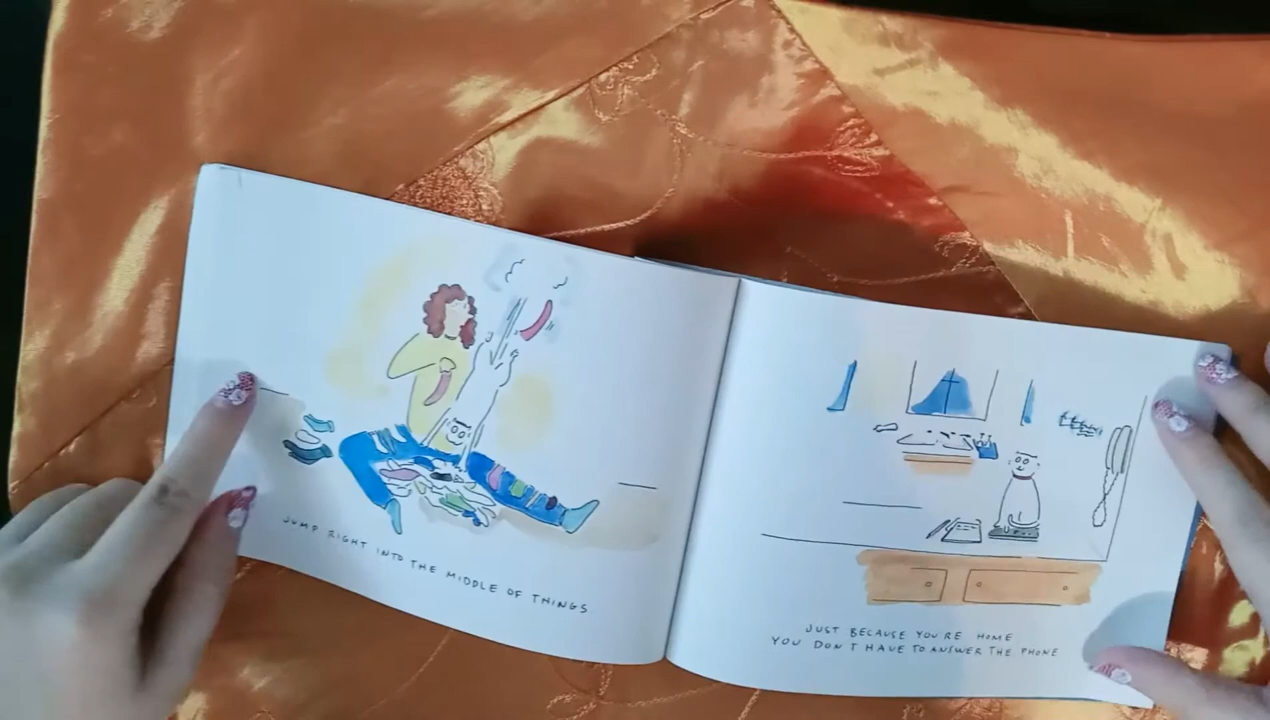 JUMP RIGHT INTO THE MIDDLE OF THINGS
JUST BECAUSE YOU'RE HOME
YOU DON'T HAVE TO ANSWER THE PHONE